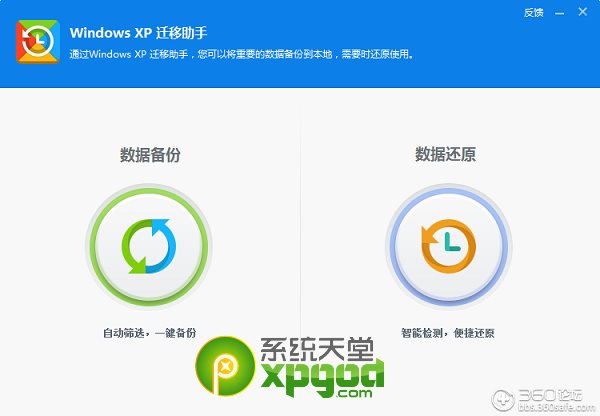 反馈
Windows XP 迁移助手
通过Windows XP 迁移助手，您可以将重要的数据备份到本地，需要时还原使用。
数据备份
数据还原
自动筛选，一键备份
智能检测，便捷还原
系统天堂
xpgod.com
360论坛
bbs.360safe.com